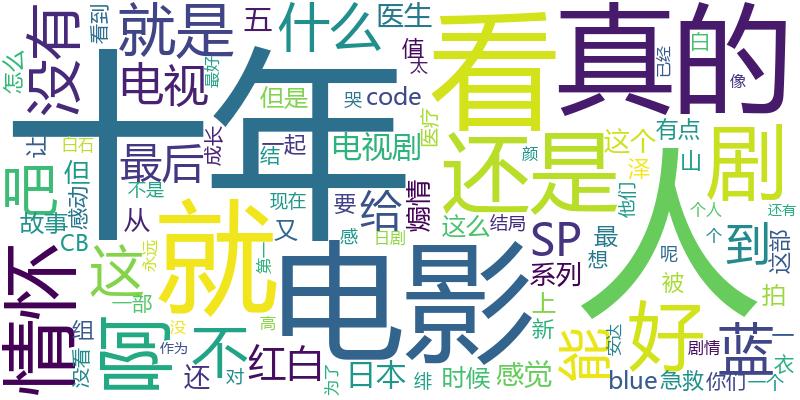 十年
电影
人
看
真的
就
还是
剧
好
情怀
啊
这
吧
没有
就是
什么
电视
最后
不
给
红白
SP
能
蓝
到
五
医生
值
太
code
但是
哭
电视剧
医疗
一起
成长
结
看到
怎么
最好
让
白石
但
感动
不是
故事
CB
从
现在
要
又
感
煽情
这么
日剧
结局
系列
永远
一部
第一
高
组
没看
没
作为
还
对
为了
日本
绯
时候
感觉
上
新
安达
blue
急救
你们
一个
衣
一
剧情
拍
被
呢
个
想
最
这部
还有
个人
他们
山
泽
有点
这个
颜
白
已经
像